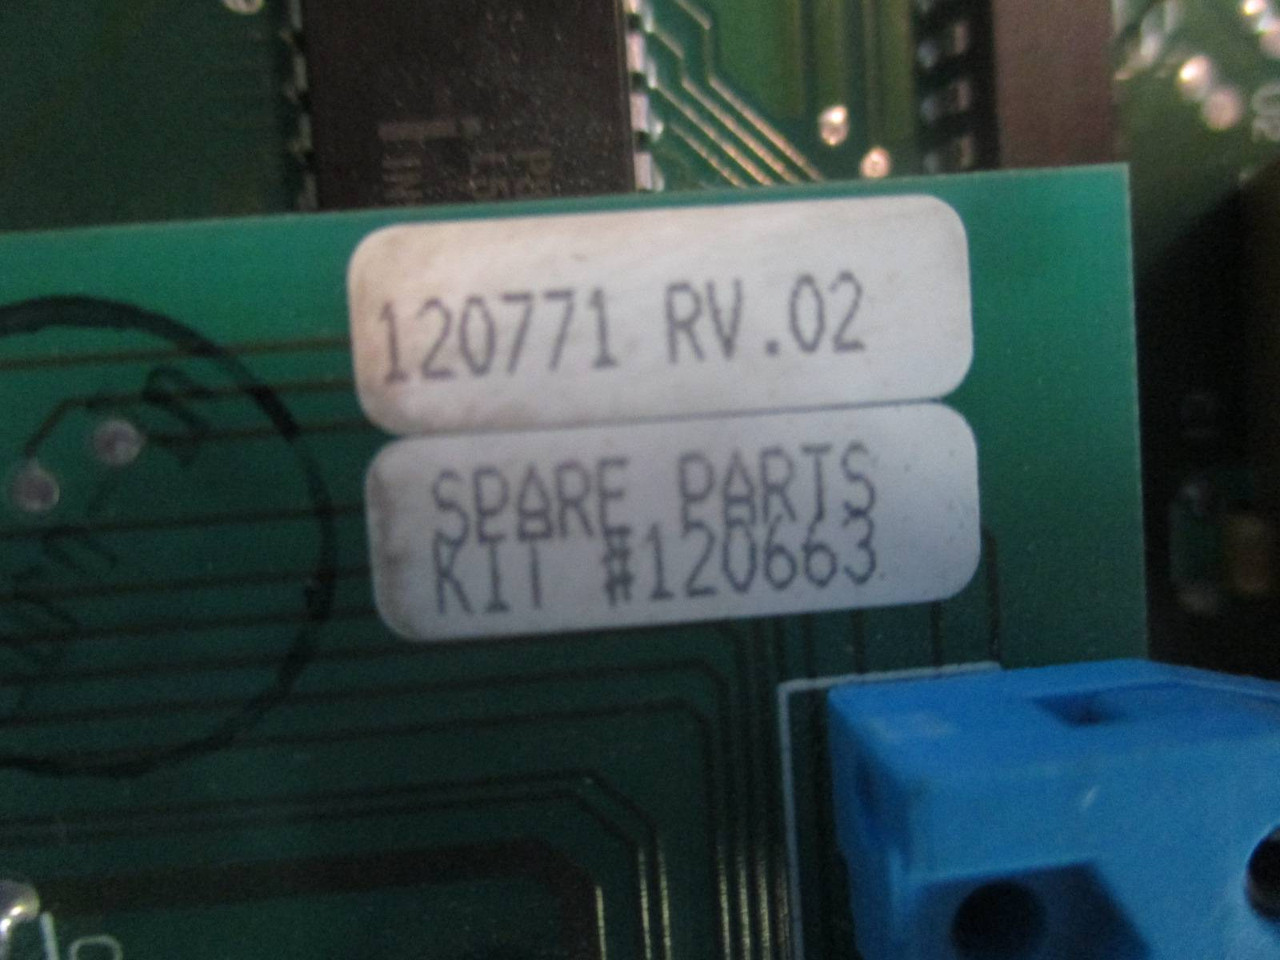 120771 RV.02
SPARE PARTS
KIT #120663